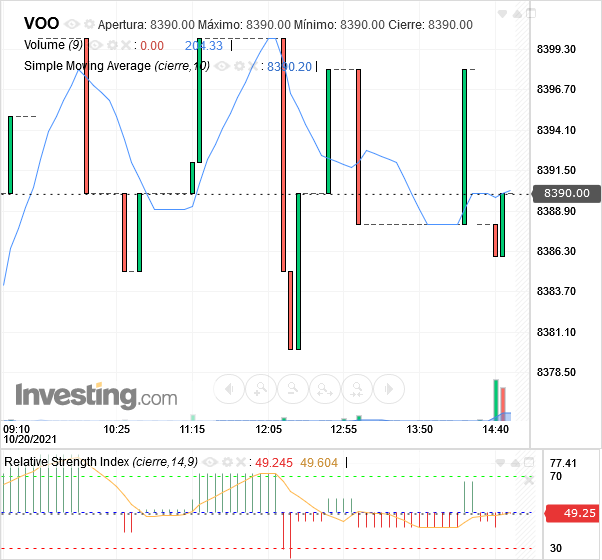 VOO Apertura: 8390.00 Máximo: 8390.00 Mínimo: 8390.00 Cierre: 8390.00
Volume (9) : 0.00 204.33
Simple Moving Average (cierre,10) : 8390.20
8399.30
8396.70
8394.10
8391.50
8390.00
8388.90
8386.30
8383.70
8381.10
8378.50
Investing.com
09:10 10:25 11:15 12:05 12:55 13:50 14:40
10/20/2021
Relative Strength Index (cierre,14,9) : 49.245 49.604
77.41
70
49.25
30